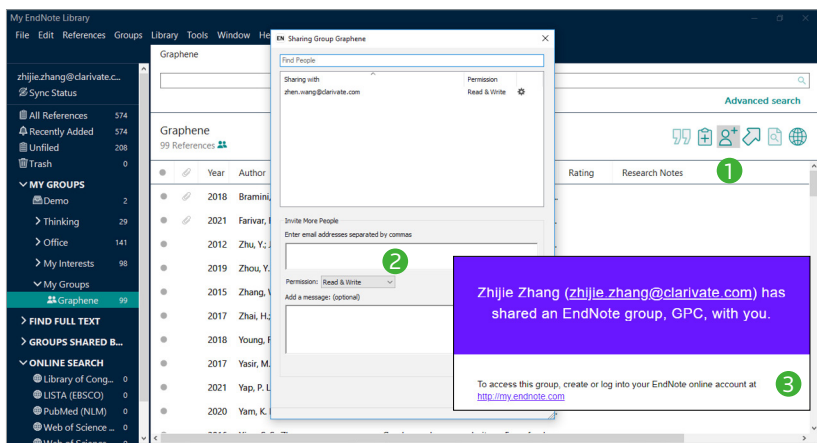 My EndNote Library
File Edit References Groups Library Tools Window He
Graphene
zhijie.zhang@clarivate.c...
Sync Status
All References 574
Recently Added 574
Unfiled 208
Trash 0
MY GROUPS
Demo 2
Thinking 29
Office 141
My Interests 98
My Groups
Graphene 99
FIND FULL TEXT
GROUPS SHARED B...
ONLINE SEARCH
Library of Cong... 0
LISTA (EBSCO) 0
PubMed (NLM) 0
Web of Science ... 0
Advanced search
Graphene
99 References
Year Author Rating Research Notes
2018 Bramini,
2021 Farivar,
2012 Zhu, Y.;
2019 Zhou, Y.
2015 Zhang,
2017 Zhai, H.;
2018 Young,
2017 Yasir, M.
2021 Yap, P. L
2020 Yam, K.
EN Sharing Group Graphene
Find People
Sharing with Permission
zhen.wang@clarivate.com Read & Write
Invite More People
Enter email addresses separated by commas
Permission: Read & Write
Add a message: (optional)
1
2
Zhijie Zhang (zhijie.zhang@clarivate.com) has
shared an EndNote group, GPC, with you.
To access this group, create or log into your EndNote online account at
http://my.endnote.com
3